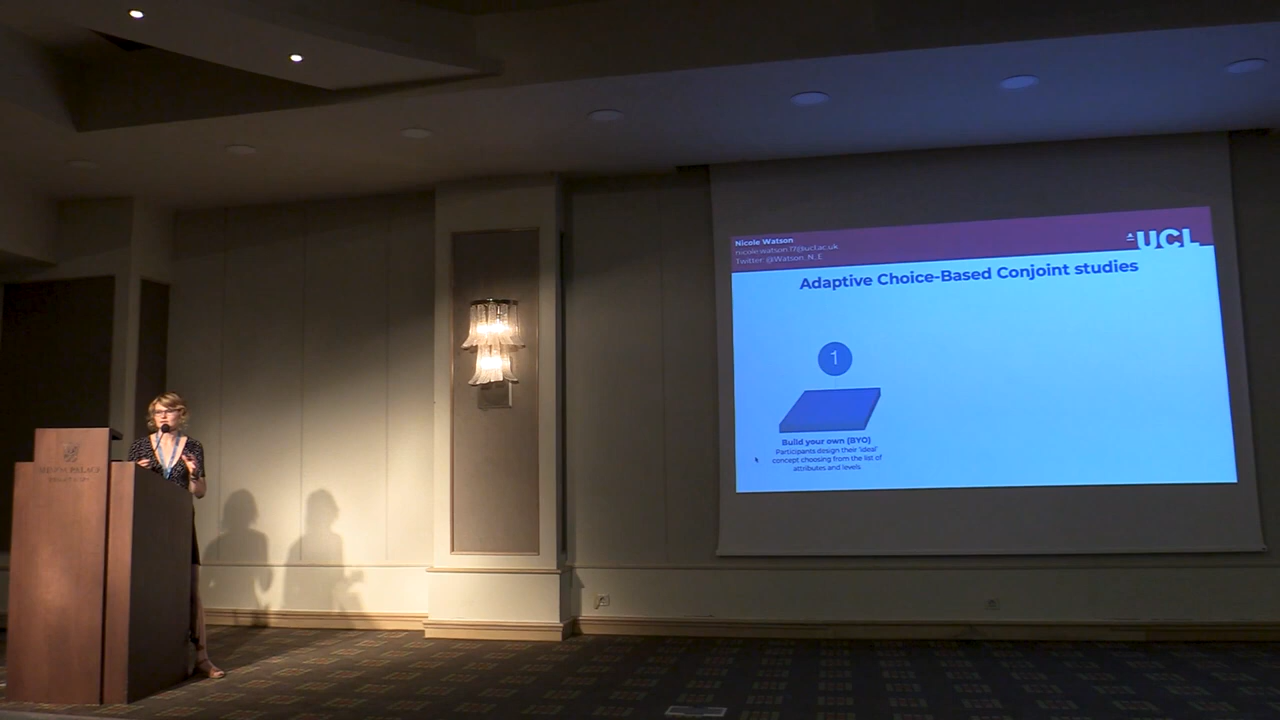 Nicole Watson
nicole.watson.17@ucl.ac.uk
Twitter: @Watson_N_E
UCL
Adaptive Choice-Based Conjoint studies
1
Build your own (BYO)
Participants design their "ideal"
concept choosing from the list of
attributes and levels
PALACE